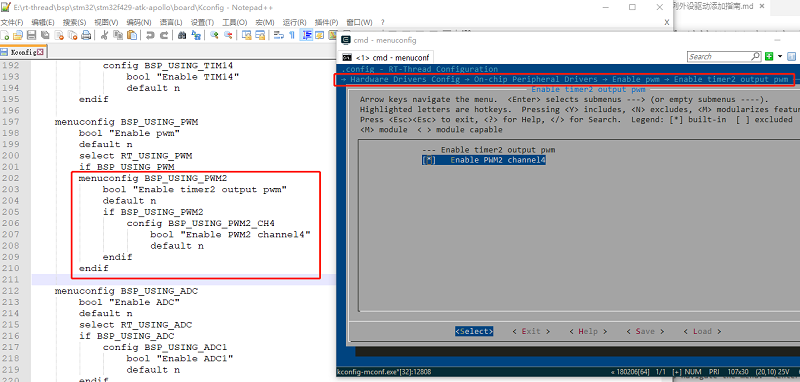 E:\rt-thread\bsp\stm32\stm32f429-atk-apollo\board\Kconfig - Notepad++
文件(F) 编辑(E) 搜索(S) 视图(V) 编码(N) 语言(L) 设置(T) 工具(O) 宏(M) 运行(R) 插件(P) 窗口(W) ?
Kconfig
192 config BSP_USING_TIM14
193 bool "Enable TIM14"
194 default n
195 endif
196
197 menuconfig BSP_USING_PWM
198 bool "Enable pwm"
199 default n
200 select RT_USING_PWM
201 if BSP_USING_PWM
202 menuconfig BSP_USING_PWM2
203 bool "Enable timer2 output pwm"
204 default n
205 if BSP_USING_PWM2
206 config BSP_USING_PWM2_CH4
207 bool "Enable PWM2 channel4"
208 default n
209 endif
210 endif
211
212 menuconfig BSP_USING_ADC
213 bool "Enable ADC"
214 default n
215 select RT_USING_ADC
216 if BSP_USING_ADC
217 config BSP_USING_ADC1
218 bool "Enable ADC1"
219 default n
220 endif
列外设驱动添加指南.md
cmd - menuconfig
<1> cmd - menuconf
Search
.config - RT-Thread Configuration
→ Hardware Drivers Config → On-chip Peripheral Drivers → Enable pwm → Enable timer2 output pwm
Enable timer2 output pwm
Arrow keys navigate the menu. <Enter> selects submenus ---> (or empty submenus ----).
Highlighted letters are hotkeys. Pressing <Y> includes, <N> excludes, <M> modularizes featur
Press <Esc><Esc> to exit, <?> for Help, </> for Search. Legend: [*] built-in [ ] excluded
<M> module < > module capable
--- Enable timer2 output pwm
[*] Enable PWM2 channel4
<Select> < Exit > < Help > < Save > < Load >
kconfig-mconf.exe*[32]:12808
« 180206[64] 1/1 [+] NUM PRI 107x30 (20,10) 25V